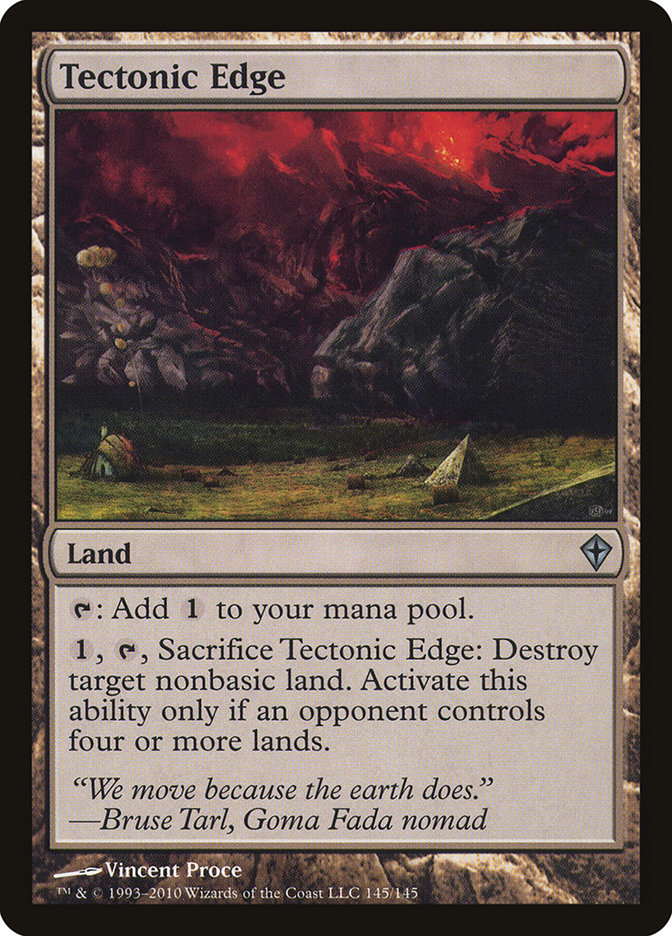 Tectonic Edge
Land
: Add 1 to your mana pool.
1, , Sacrifice Tectonic Edge: Destroy
target nonbasic land. Activate this
ability only if an opponent controls
four or more lands.
“We move because the earth does.”
—Bruse Tarl, Goma Fada nomad
Vincent Proce
™ & © 1993–2010 Wizards of the Coast LLC 145/145